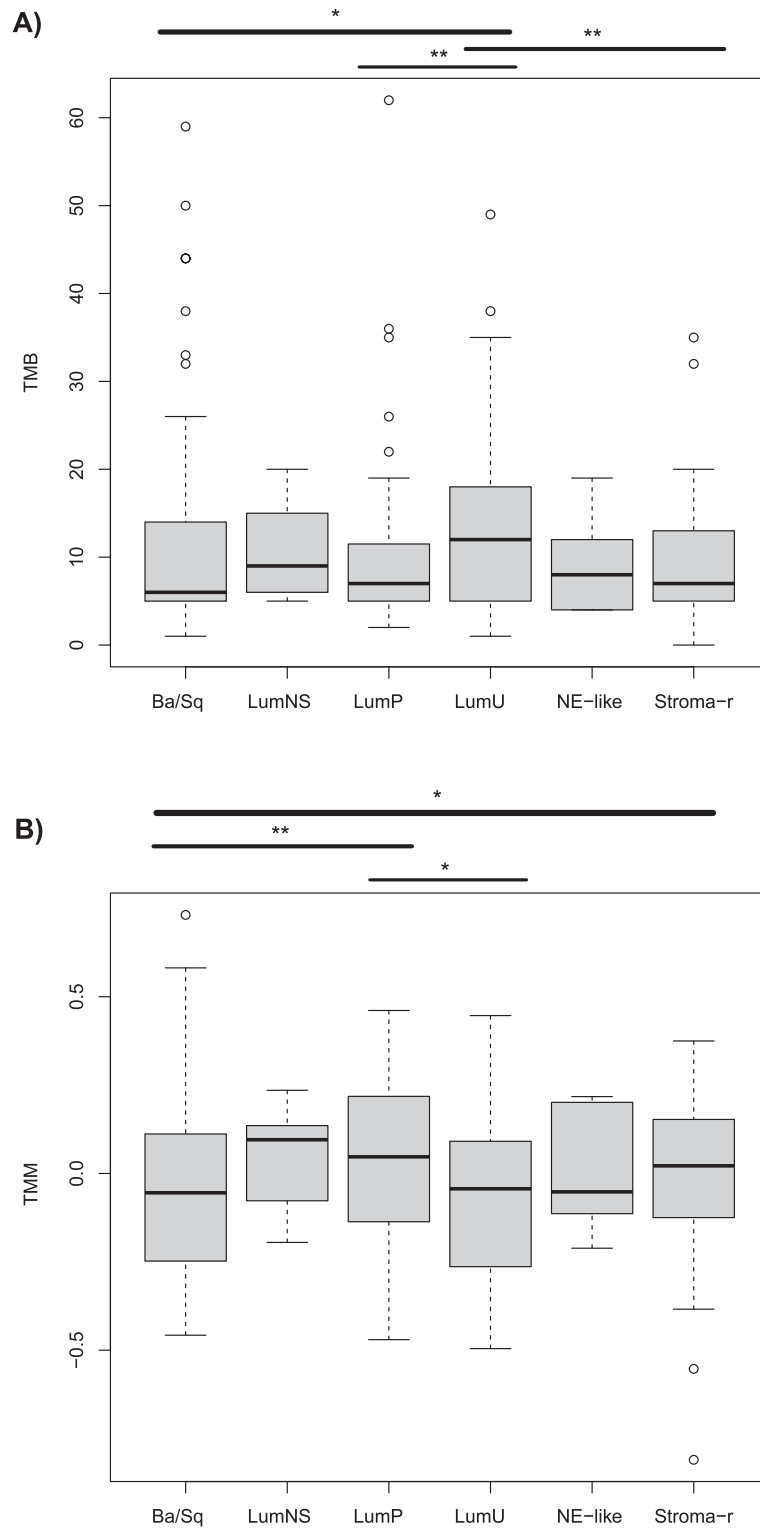 A)
*
**
**
60
50
40
30
20
10
0
TMB
Ba/Sq LumNS LumP LumU NE−like Stroma−r
*
B)
**
*
0.5
0.0
−0.5
TMM
Ba/Sq LumNS LumP LumU NE−like Stroma−r